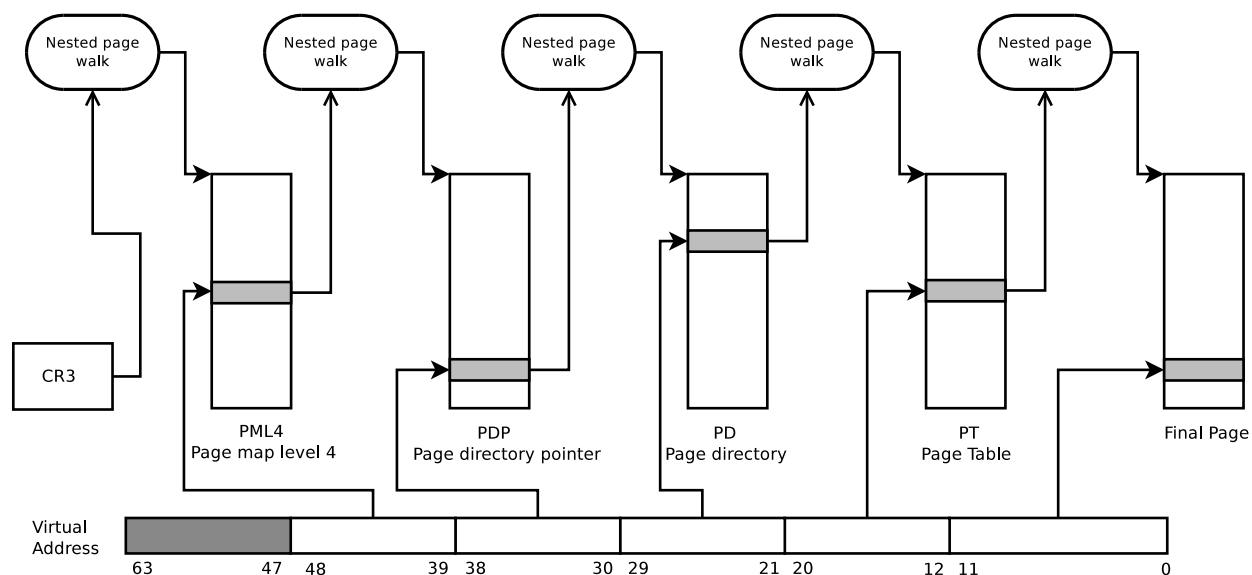 Nested page
walk
Nested page
walk
Nested page
walk
Nested page
walk
Nested page
walk
CR3
PML4
Page map level 4
PDP
Page directory pointer
PD
Page directory
PT
Page Table
Final Page
Virtual
Address
63 47 48 39 38 30 29 21 20 12 11 0